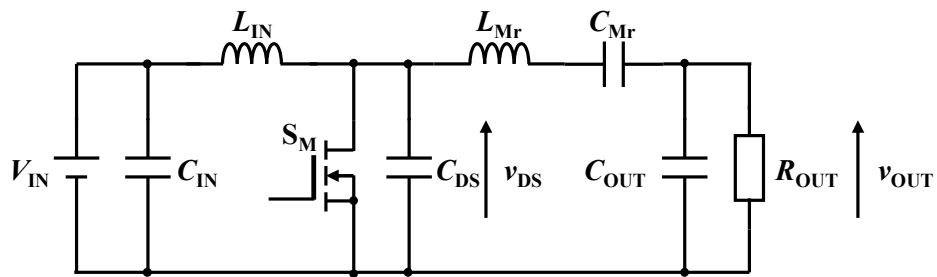 L_IN
L_Mr
C_Mr
V_IN
C_IN
S_M
C_DS
v_DS
C_OUT
R_OUT
v_OUT